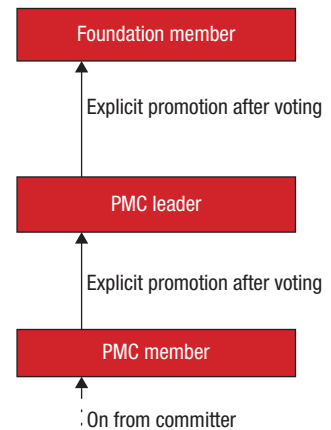 Foundation member
Explicit promotion after voting
PMC leader
Explicit promotion after voting
PMC member
On from committer